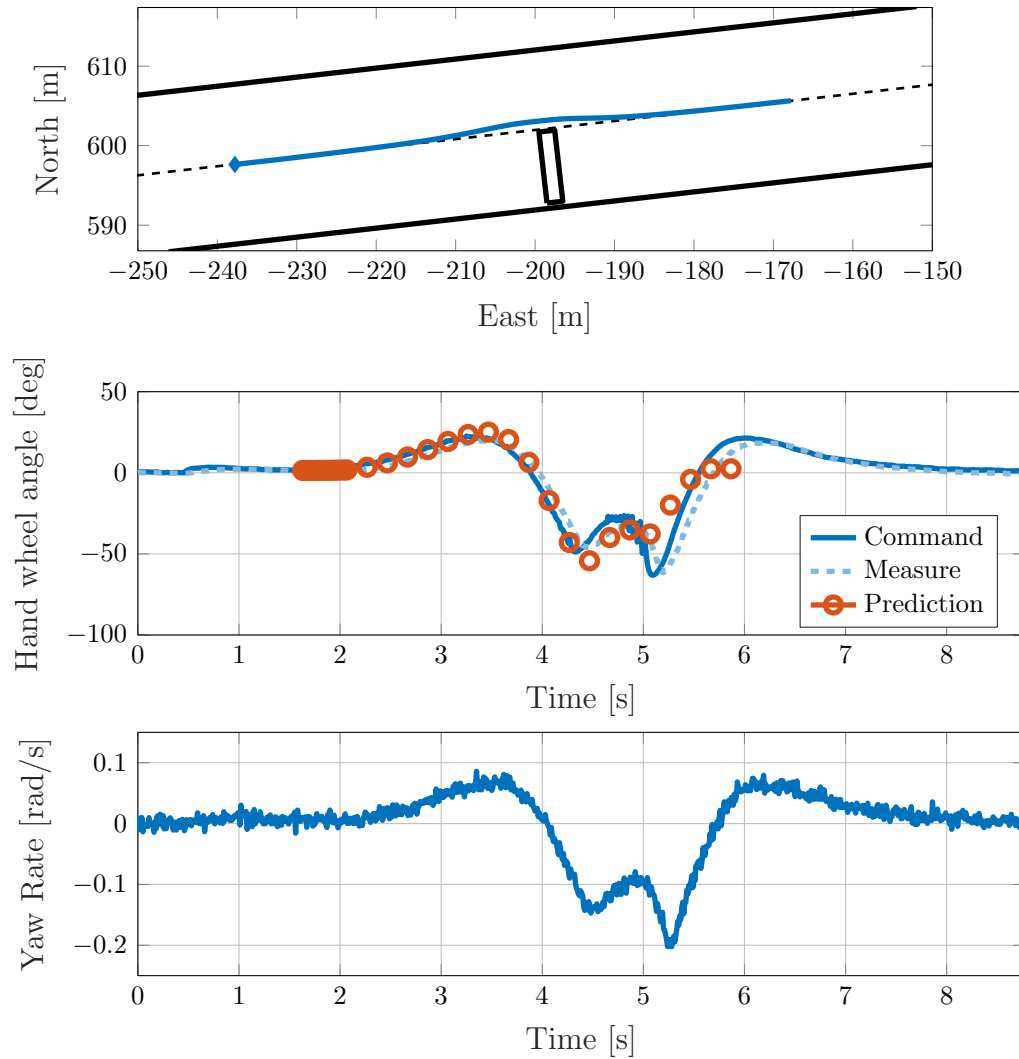 610
600
590
North [m]
−250 −240 −230 −220 −210 −200 −190 −180 −170 −160 −150
East [m]
50
0
−50
−100
Hand wheel angle [deg]
Command
Measure
Prediction
0 1 2 3 4 5 6 7 8
Time [s]
0.1
0
−0.1
−0.2
Yaw Rate [rad/s]
0 1 2 3 4 5 6 7 8
Time [s]